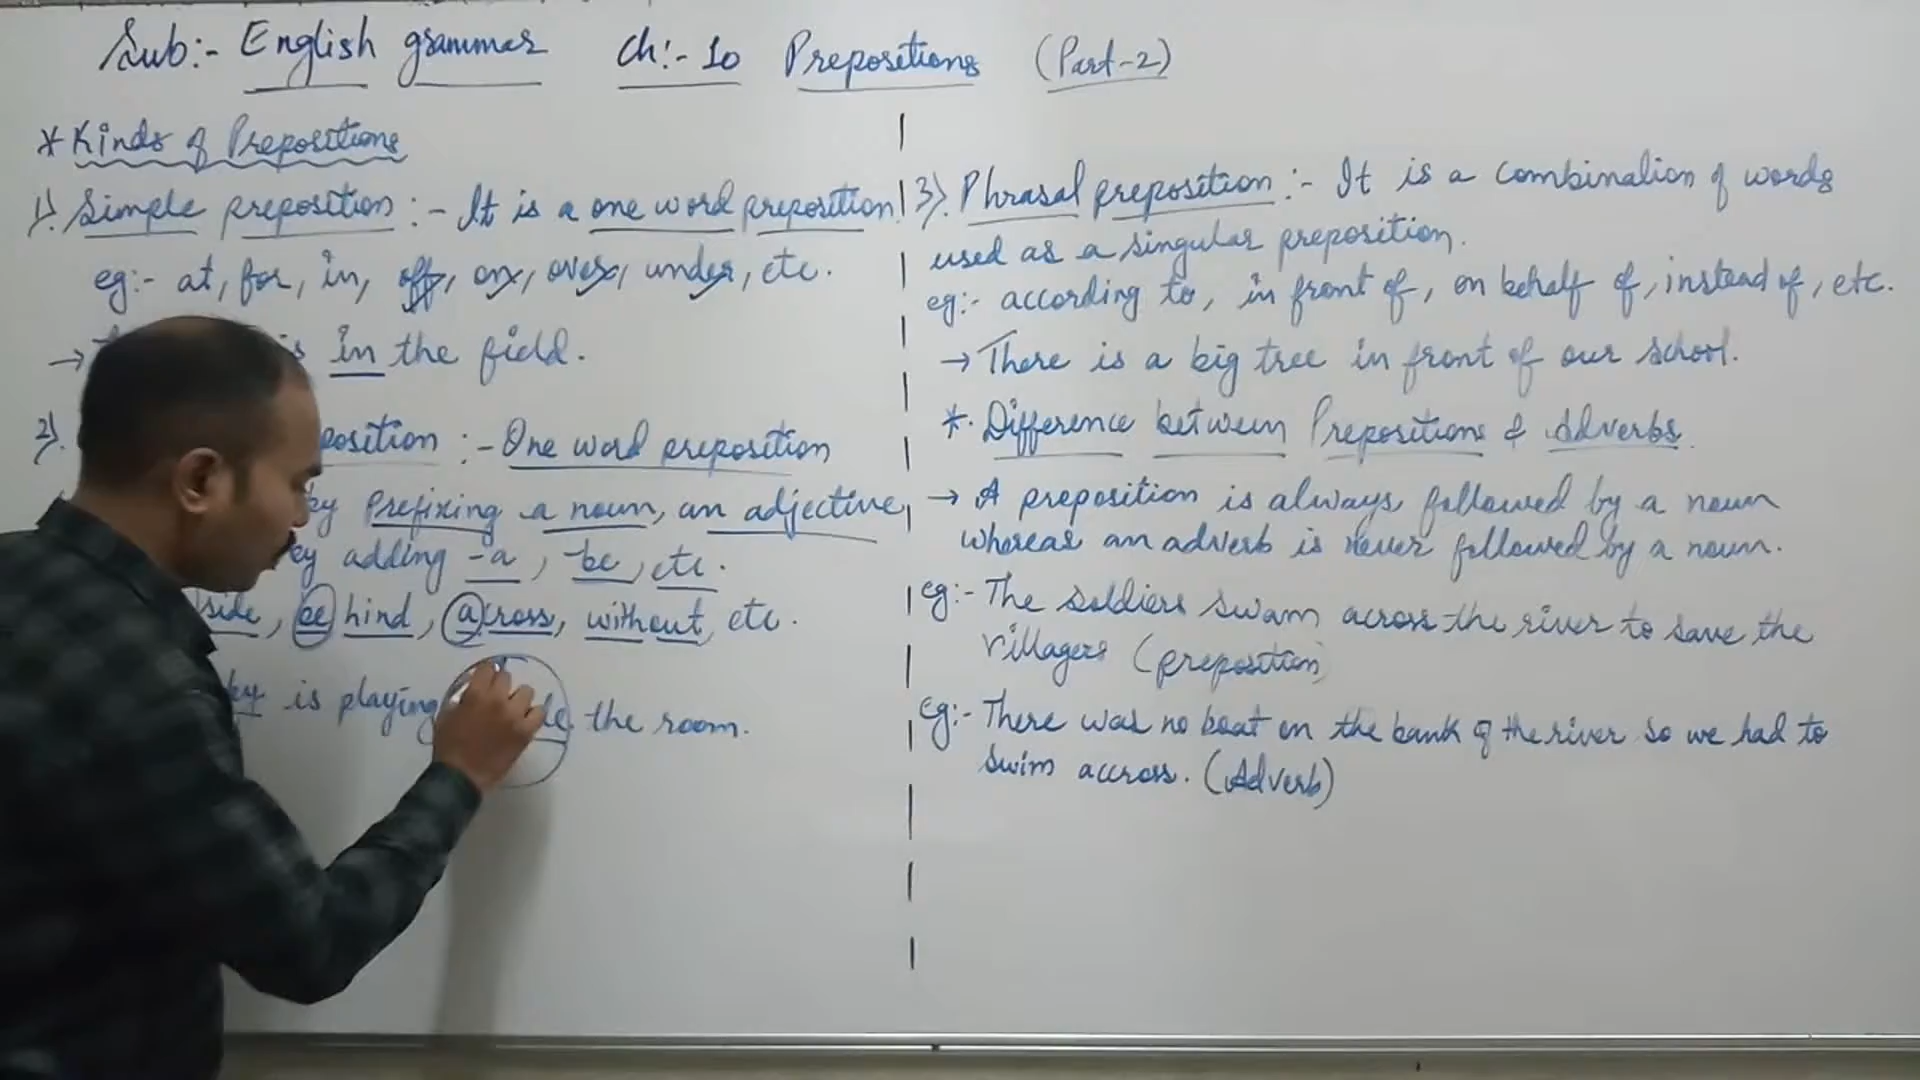 Sub:- English grammar Ch:- 10 Prepositions (Part-2)
* Kinds of Prepositions
1). Simple preposition :- It is a one word preposition
eg:- at, for, in, off, on, over, under, etc.
→ is in the field.
2). position :- One word preposition
by Prefixing a noun, an adjective
by adding -a, -be, etc.
side, behind, across, without, etc.
is playing the room.
3). Phrasal preposition :- It is a combination of words
used as a singular preposition.
eg:- according to, in front of, on behalf of, instead of, etc.
→ There is a big tree in front of our school.
*. Difference between Prepositions & Adverbs.
→ A preposition is always followed by a noun
whereas an adverb is never followed by a noun.
eg:- The soldiers swam across the river to save the
villagers (preposition)
eg:- There was no boat on the bank of the river so we had to
swim accross. (Adverb)